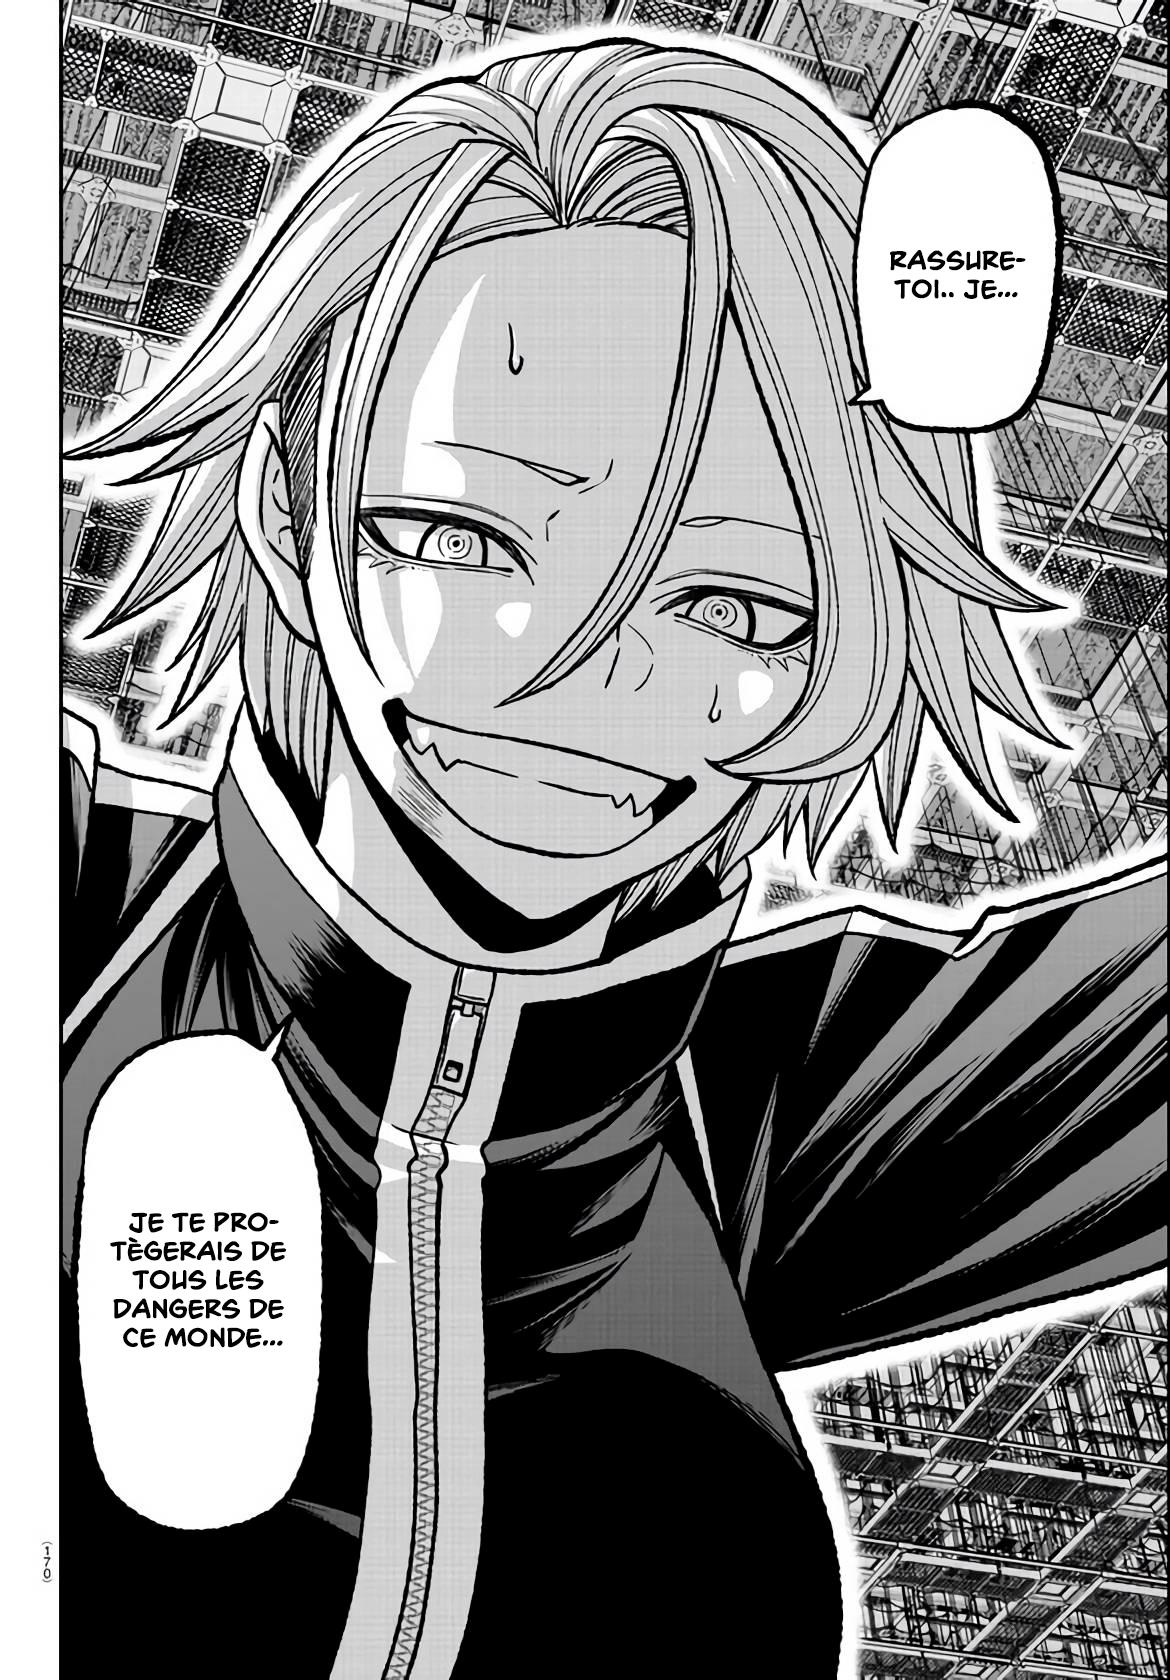 RASSURE-
TOI.. JE...
JE TE PRO-
TÈGERAIS DE
TOUS LES
DANGERS DE
CE MONDE...
(170)